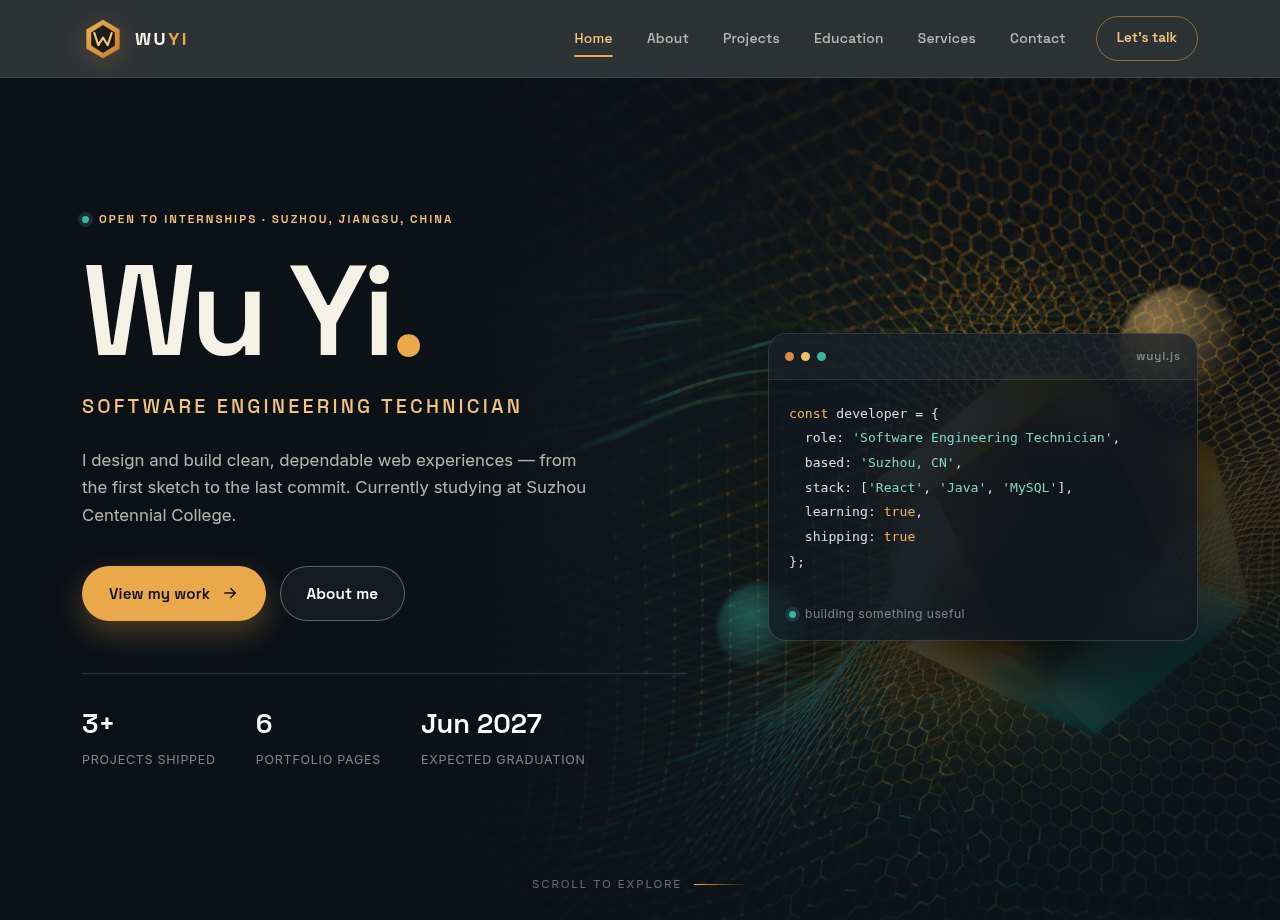 WUYI
Home About Projects Education Services Contact Let's talk
OPEN TO INTERNSHIPS · SUZHOU, JIANGSU, CHINA
Wu Yi.
SOFTWARE ENGINEERING TECHNICIAN
I design and build clean, dependable web experiences — from
the first sketch to the last commit. Currently studying at Suzhou
Centennial College.
View my work → About me
3+ 6 Jun 2027
PROJECTS SHIPPED PORTFOLIO PAGES EXPECTED GRADUATION
wuyi.js
const developer = {
  role: 'Software Engineering Technician',
  based: 'Suzhou, CN',
  stack: ['React', 'Java', 'MySQL'],
  learning: true,
  shipping: true
};
building something useful
SCROLL TO EXPLORE